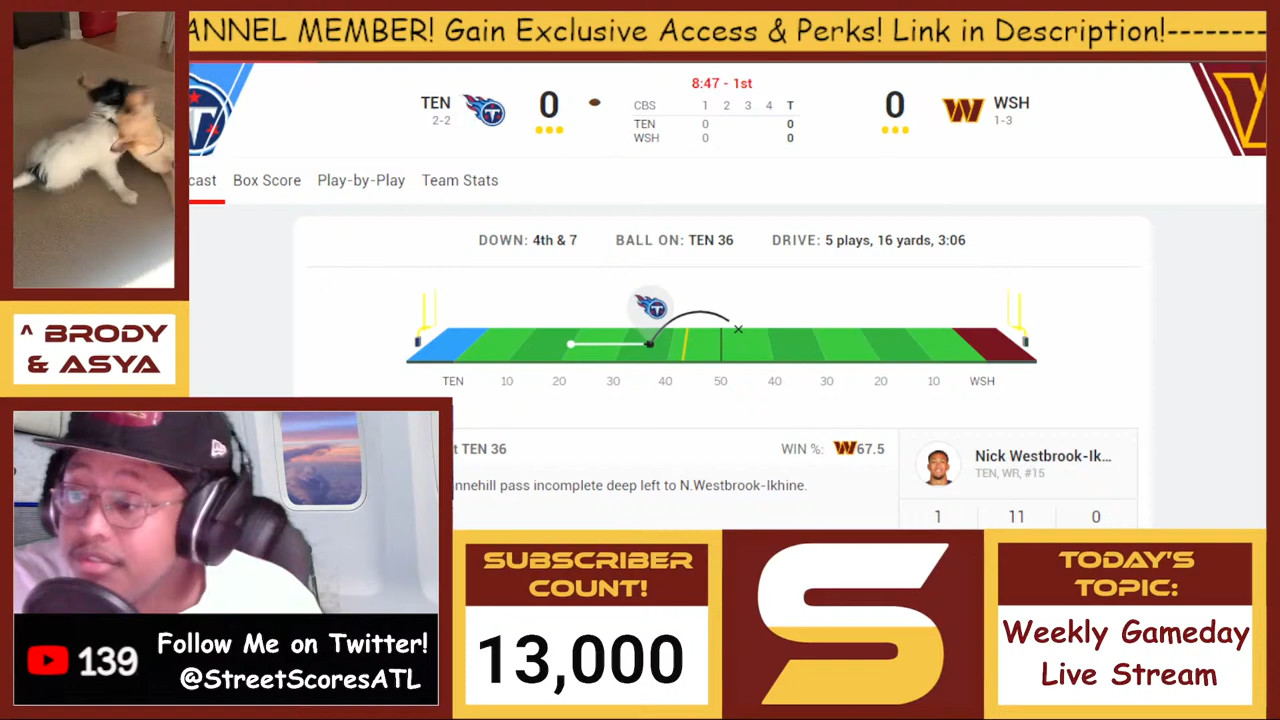 ANNEL MEMBER! Gain Exclusive Access & Perks! Link in Description!--------
8:47 - 1st
TEN 0 CBS 1 2 3 4 T 0 WSH
2-2 TEN 0 0 1-3
WSH 0 0
cast Box Score Play-by-Play Team Stats
DOWN: 4th & 7 BALL ON: TEN 36 DRIVE: 5 plays, 16 yards, 3:06
TEN 10 20 30 40 50 40 30 20 10 WSH
t TEN 36 WIN %: W 67.5
nnehill pass incomplete deep left to N.Westbrook-Ikhine.
Nick Westbrook-Ik...
TEN, WR, #15
1 11 0
^ BRODY
& ASYA
139
Follow Me on Twitter!
@StreetScoresATL
SUBSCRIBER
COUNT!
13,000
S
TODAY'S
TOPIC:
Weekly Gameday
Live Stream